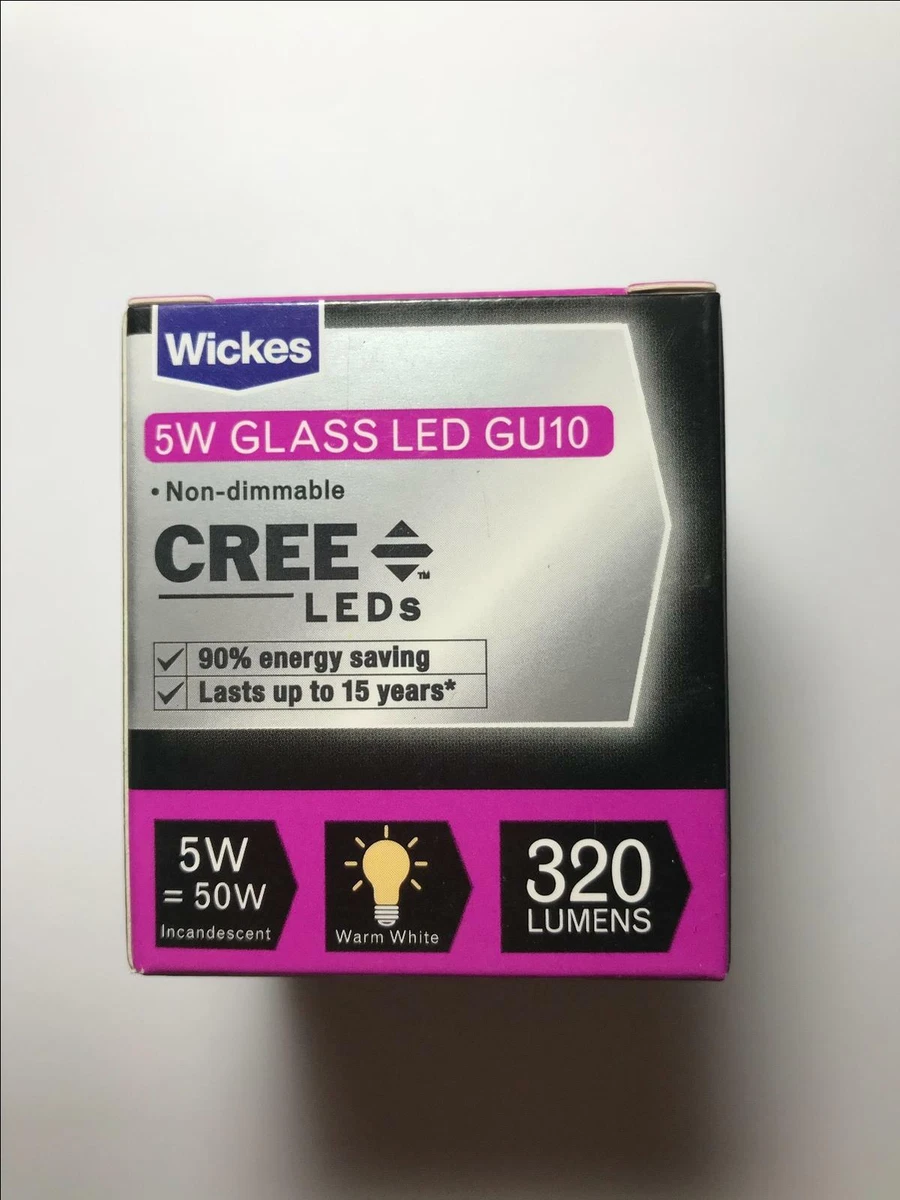 Wickes
5W GLASS LED GU10
• Non-dimmable
CREE
TM
LEDs
90% energy saving
Lasts up to 15 years*
5W
= 50W
Incandescent
Warm White
320
LUMENS